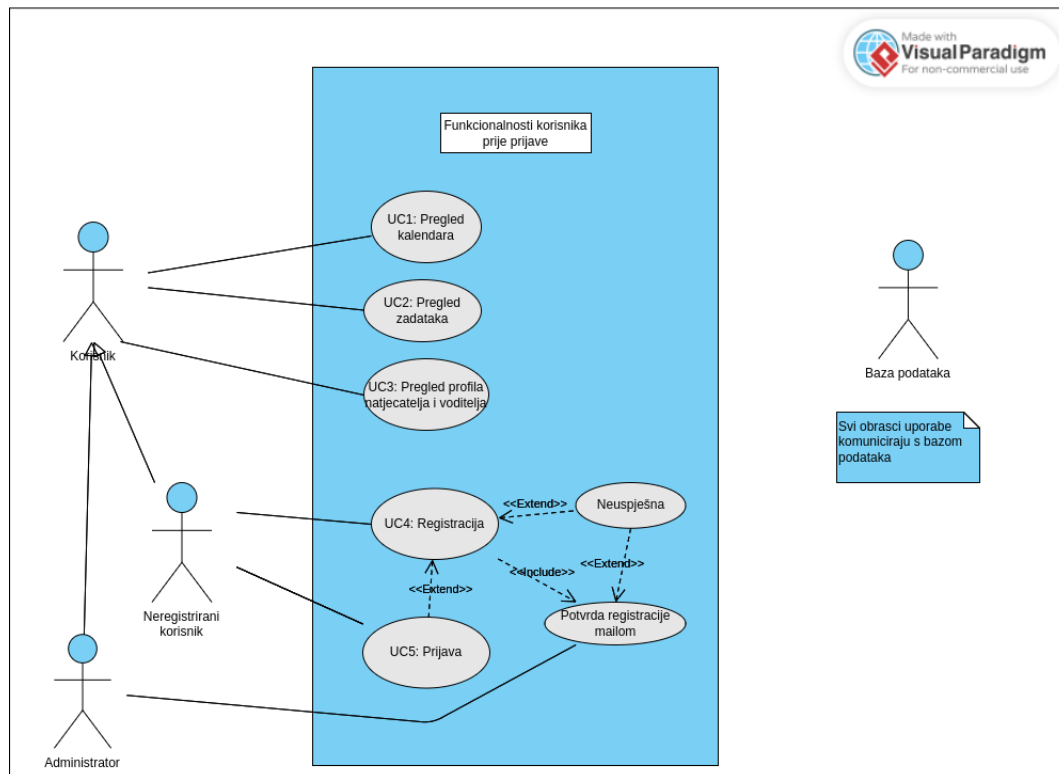 Made with
Visual Paradigm
For non-commercial use
Funkcionalnosti korisnika
prije prijave
UC1: Pregled
kalendara
UC2: Pregled
zadataka
Korisnik
UC3: Pregled profila
natjecatelja i voditelja
Baza podataka
Svi obrasci uporabe
komuniciraju s bazom
podataka
UC4: Registracija
<<Extend>>
Neuspješna
<<Extend>>
<<Include>>
<<Extend>>
Neregistrirani
korisnik
Potvrda registracije
mailom
UC5: Prijava
Administrator